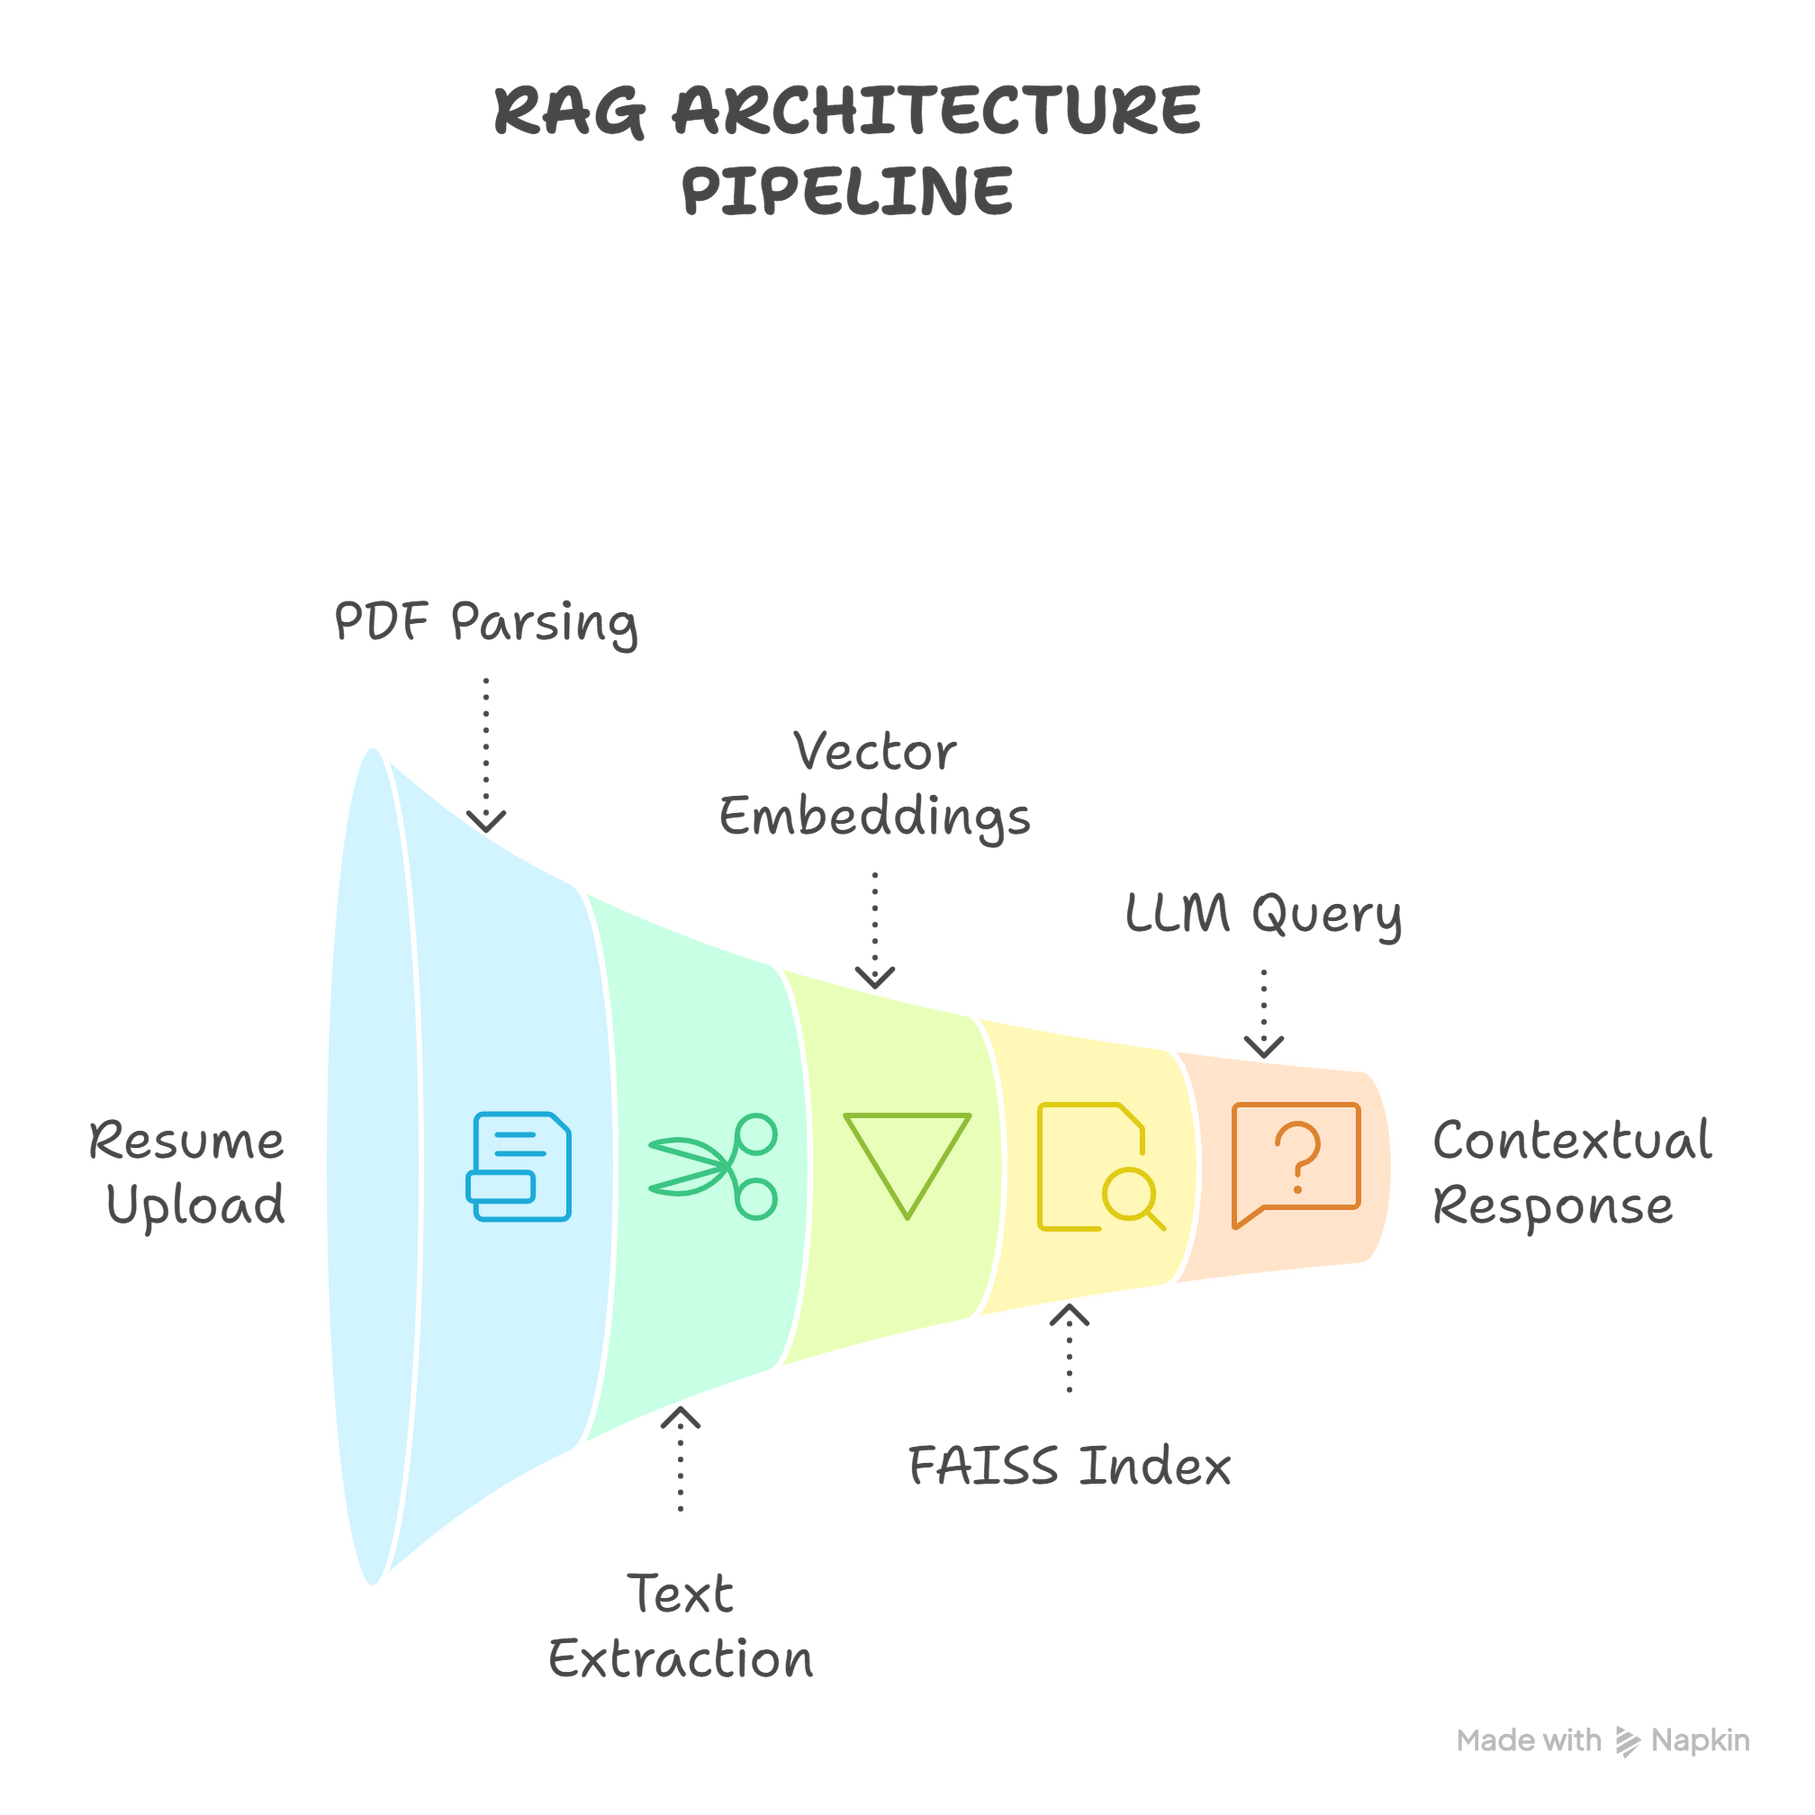 RAG ARCHITECTURE
PIPELINE
PDF Parsing
Vector
Embeddings
LLM Query
Resume
Upload
Contextual
Response
FAISS Index
Text
Extraction
Made with Napkin